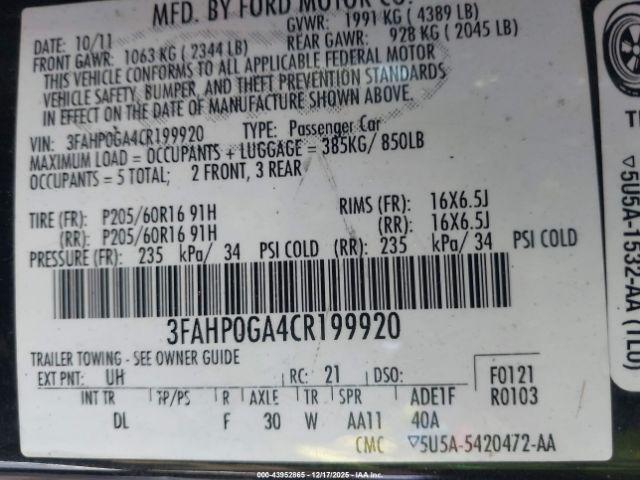 MFD. BY FORD MOTOR CO.
DATE: 10/11 GVWR: 1991 KG ( 4389 LB)
FRONT GAWR: 1063 KG ( 2344 LB) REAR GAWR: 928 KG ( 2045 LB)
THIS VEHICLE CONFORMS TO ALL APPLICABLE FEDERAL MOTOR
VEHICLE SAFETY, BUMPER, AND THEFT PREVENTION STANDARDS
IN EFFECT ON THE DATE OF MANUFACTURE SHOWN ABOVE.
VIN: 3FAHP0GA4CR199920 TYPE: Passenger Car
MAXIMUM LOAD = OCCUPANTS + LUGGAGE = 385KG/ 850LB
OCCUPANTS = 5 TOTAL; 2 FRONT, 3 REAR
TIRE (FR): P205/60R16 91H RIMS (FR): 16X6.5J
(RR): P205/60R16 91H (RR): 16X6.5J
PRESSURE (FR): 235 kPa/ 34 PSI COLD (RR): 235 kPa/ 34 PSI COLD
3FAHP0GA4CR199920
TRAILER TOWING - SEE OWNER GUIDE
EXT PNT: UH RC: 21 DSO: F0121
INT TR TP/PS R AXLE TR SPR ADE1F R0103
DL F 30 W AA11 40A
CMC ▽5U5A-5420472-AA
▽5U5A-1532-AA (TLU)
000-43952865 - 12/17/2025 - IAAI.COM